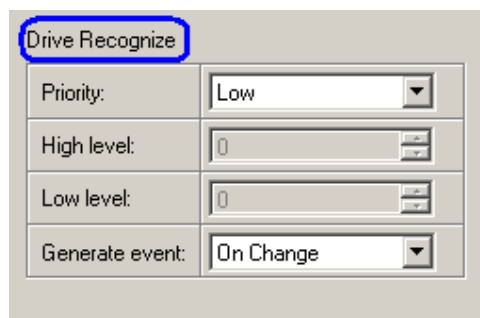 Drive Recognize
Priority: Low
High level: 0
Low level: 0
Generate event: On Change